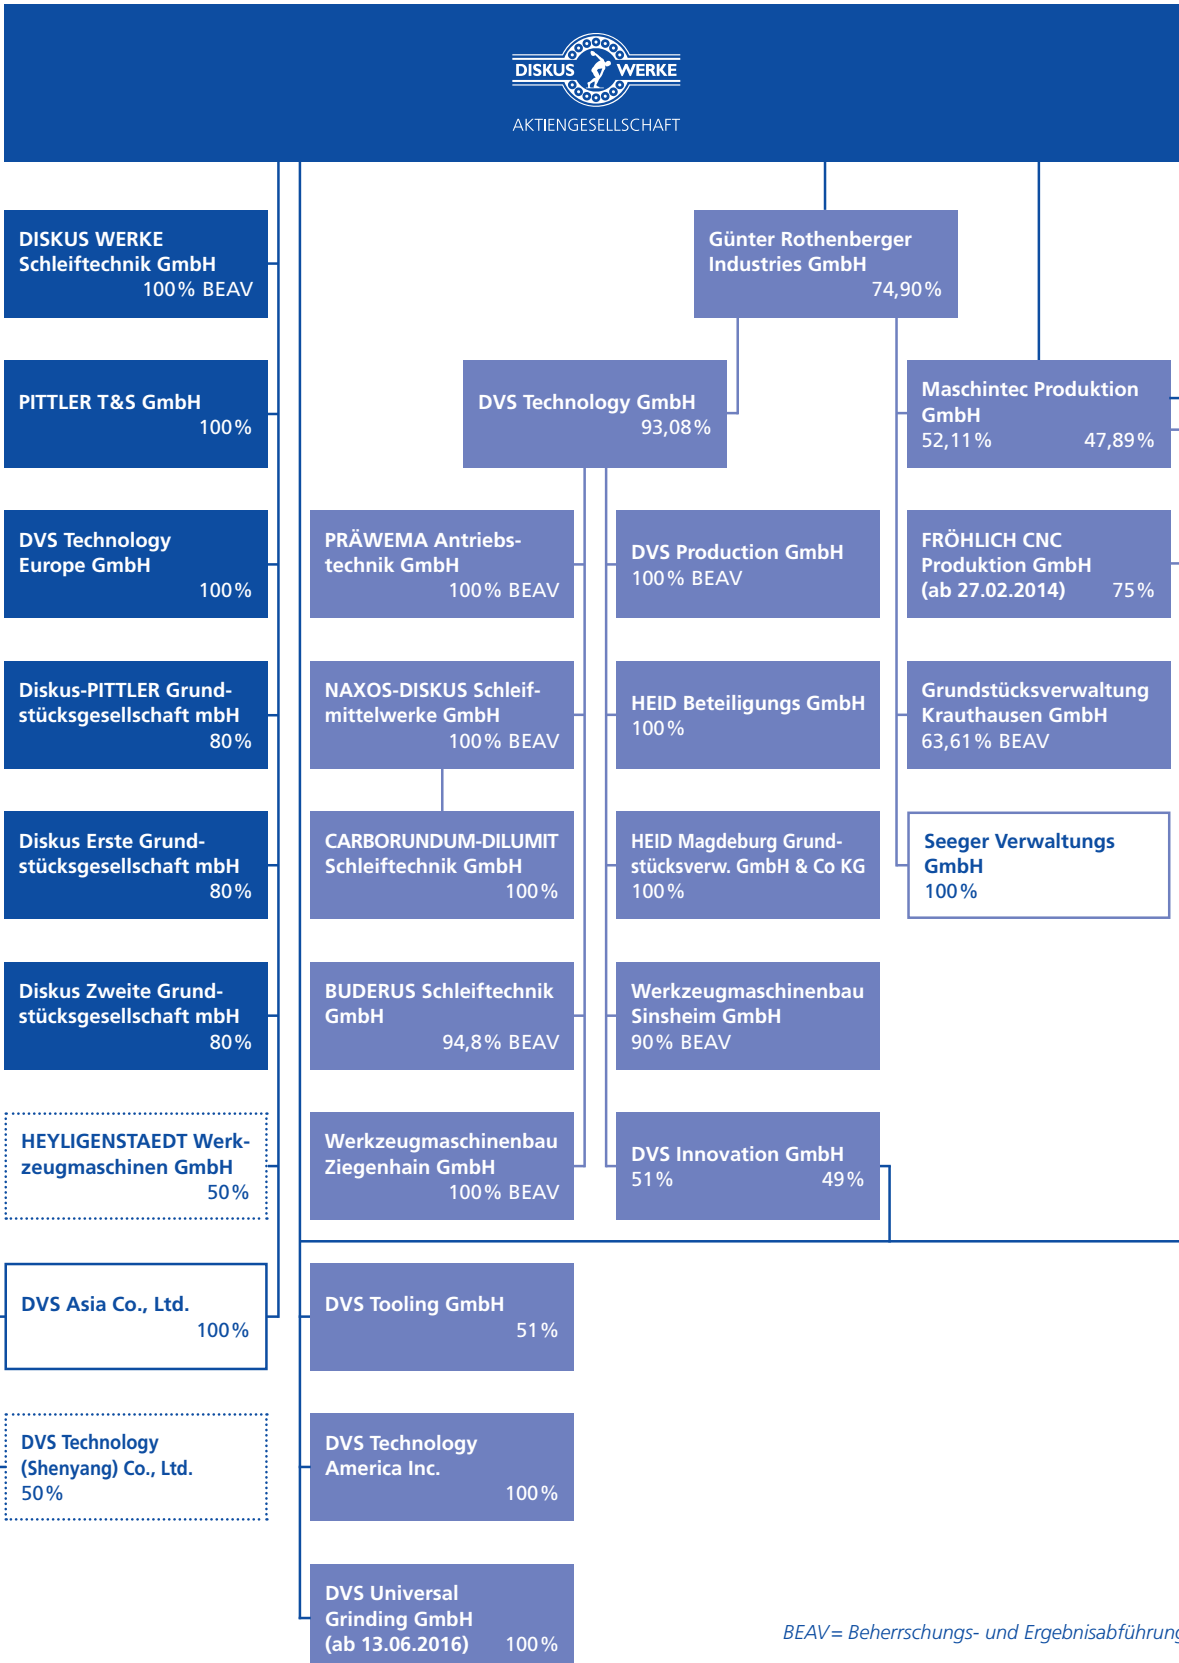 DISKUS WERKE
AKTIENGESELLSCHAFT
DISKUS WERKE
Schleiftechnik GmbH
100% BEAV
Günter Rothenberger
Industries GmbH
74,90%
PITTLER T&S GmbH
100%
DVS Technology GmbH
93,08%
Maschintec Produktion
GmbH
52,11% 47,89%
DVS Technology
Europe GmbH
100%
PRÄWEMA Antriebs-
technik GmbH
100% BEAV
DVS Production GmbH
100% BEAV
FRÖHLICH CNC
Produktion GmbH
(ab 27.02.2014) 75%
Diskus-PITTLER Grund-
stücksgesellschaft mbH
80%
NAXOS-DISKUS Schleif-
mittelwerke GmbH
100% BEAV
HEID Beteiligungs GmbH
100%
Grundstücksverwaltung
Krauthausen GmbH
63,61% BEAV
Diskus Erste Grund-
stücksgesellschaft mbH
80%
CARBORUNDUM-DILUMIT
Schleiftechnik GmbH
100%
HEID Magdeburg Grund-
stücksverw. GmbH & Co KG
100%
Seeger Verwaltungs
GmbH
100%
Diskus Zweite Grund-
stücksgesellschaft mbH
80%
BUDERUS Schleiftechnik
GmbH
94,8% BEAV
Werkzeugmaschinenbau
Sinsheim GmbH
90% BEAV
HEYLIGENSTAEDT Werk-
zeugmaschinen GmbH
50%
Werkzeugmaschinenbau
Ziegenhain GmbH
100% BEAV
DVS Innovation GmbH
51% 49%
DVS Asia Co., Ltd.
100%
DVS Tooling GmbH
51%
DVS Technology
(Shenyang) Co., Ltd.
50%
DVS Technology
America Inc.
100%
DVS Universal
Grinding GmbH
(ab 13.06.2016) 100%
BEAV= Beherrschungs- und Ergebnisabführung